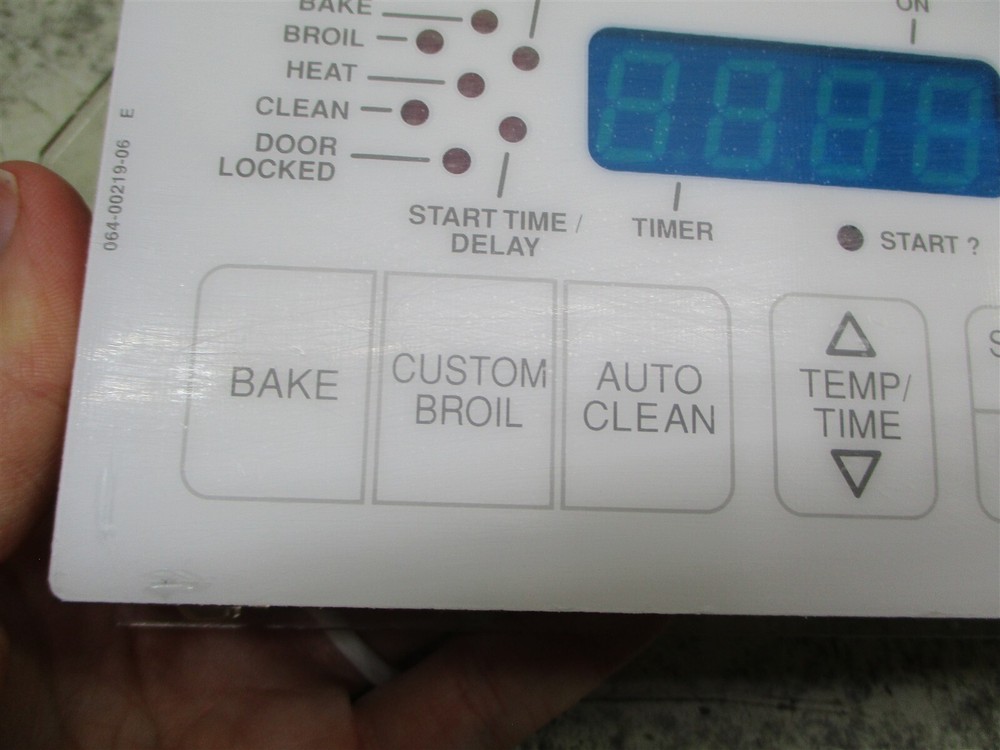 BAKE
ON
BROIL
HEAT
CLEAN
DOOR
LOCKED
064-00219-06 E
START TIME /
DELAY
TIMER
START ?
8888
BAKE
CUSTOM
BROIL
AUTO
CLEAN
TEMP/
TIME
S